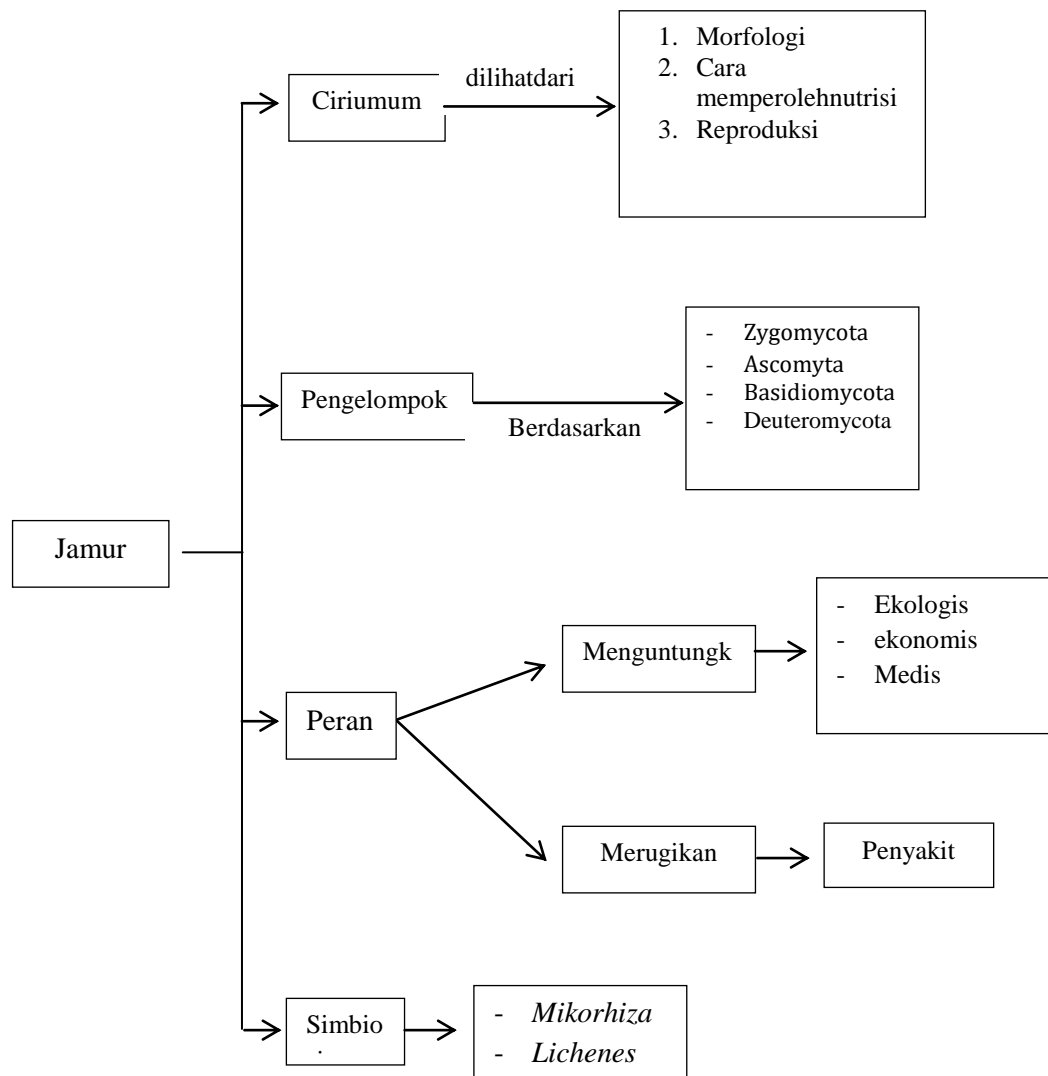 Ciriumum
dilihatdari
1. Morfologi
2. Cara
memperolehnutrisi
3. Reproduksi
Pengelompok
Berdasarkan
- Zygomycota
- Ascomyta
- Basidiomycota
- Deuteromycota
Jamur
Peran
Menguntungk
- Ekologis
- ekonomis
- Medis
Merugikan
Penyakit
Simbio
- Mikorhiza
- Lichenes